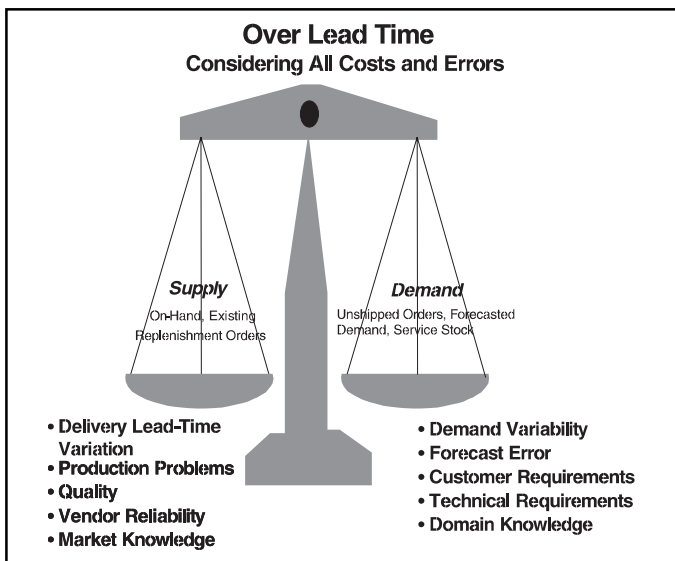 Over Lead Time
Considering All Costs and Errors
Supply
On-Hand, Existing
Replenishment Orders
Demand
Unshipped Orders, Forecasted
Demand, Service Stock
• Delivery Lead-Time
Variation
• Production Problems
• Quality
• Vendor Reliability
• Market Knowledge
• Demand Variability
• Forecast Error
• Customer Requirements
• Technical Requirements
• Domain Knowledge